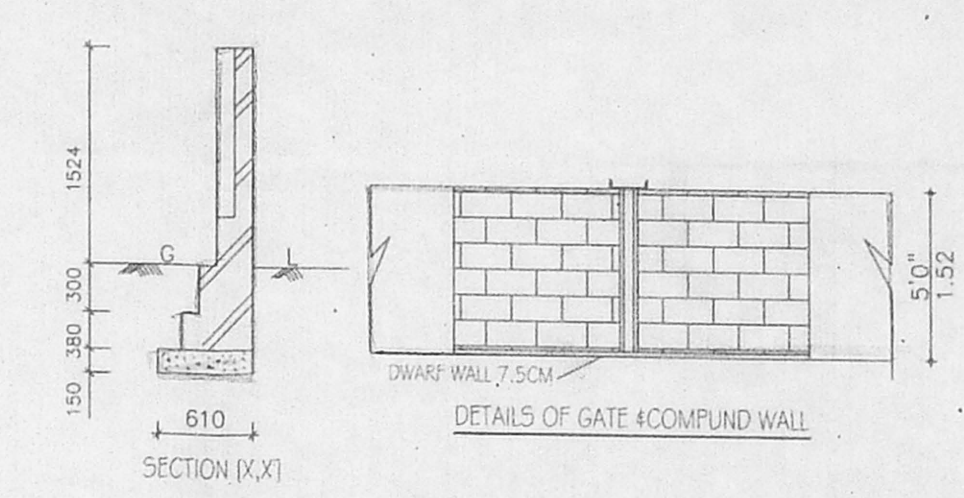 1524
G L
300
380
150
610
SECTION [X,X]
5'.0"
1.52
DWARF WALL 7.5CM
DETAILS OF GATE &COMPUND WALL